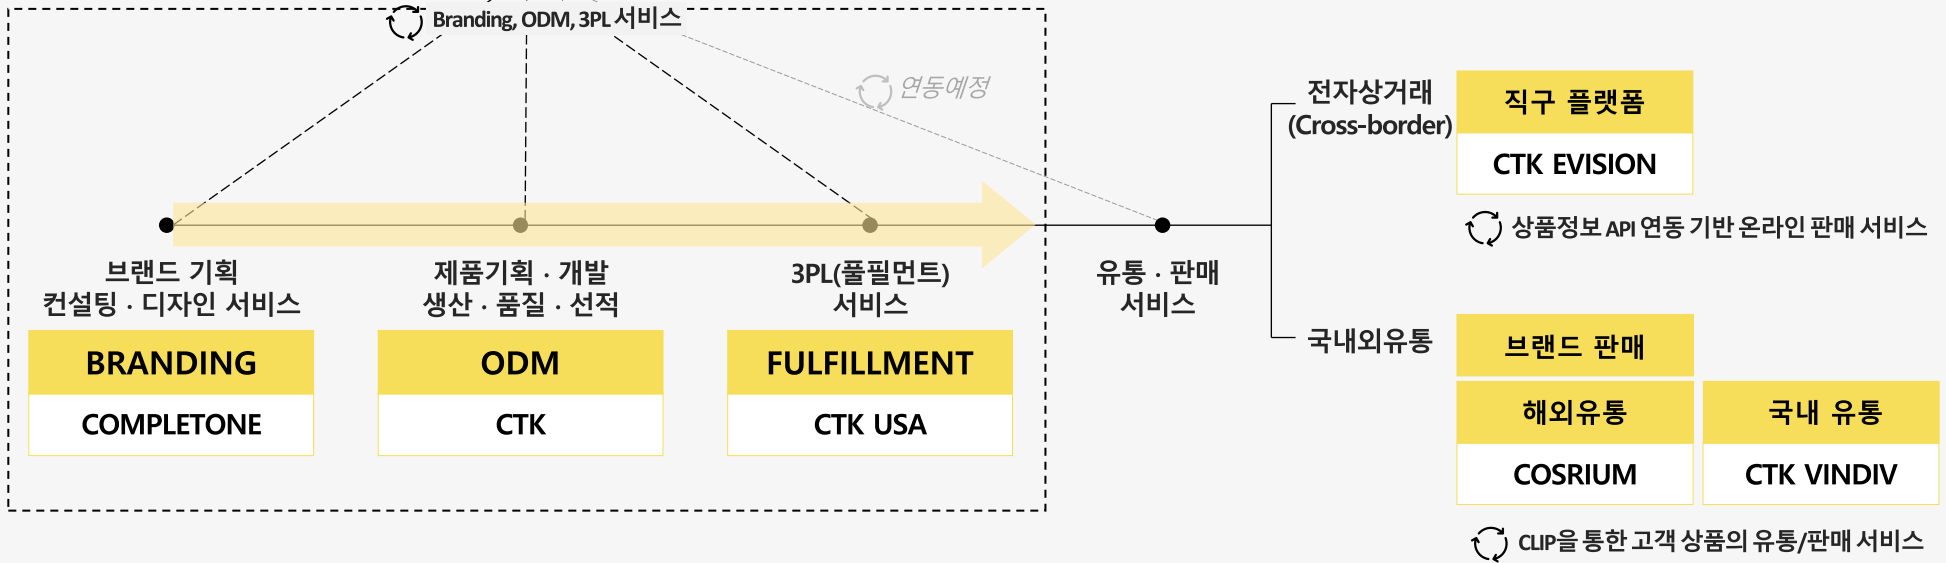 Branding, ODM, 3PL 서비스
연동예정
브랜드 기획
컨설팅 · 디자인 서비스
BRANDING
COMPLETONE
제품기획 · 개발
생산 · 품질 · 선적
ODM
CTK
3PL(풀필먼트)
서비스
FULFILLMENT
CTK USA
유통 · 판매
서비스
전자상거래
(Cross-border)
직구 플랫폼
CTK EVISION
상품정보 API 연동 기반 온라인 판매 서비스
국내외유통
브랜드 판매
해외유통
COSRIUM
국내 유통
CTK VINDIV
CLIP을 통한 고객 상품의 유통/판매 서비스